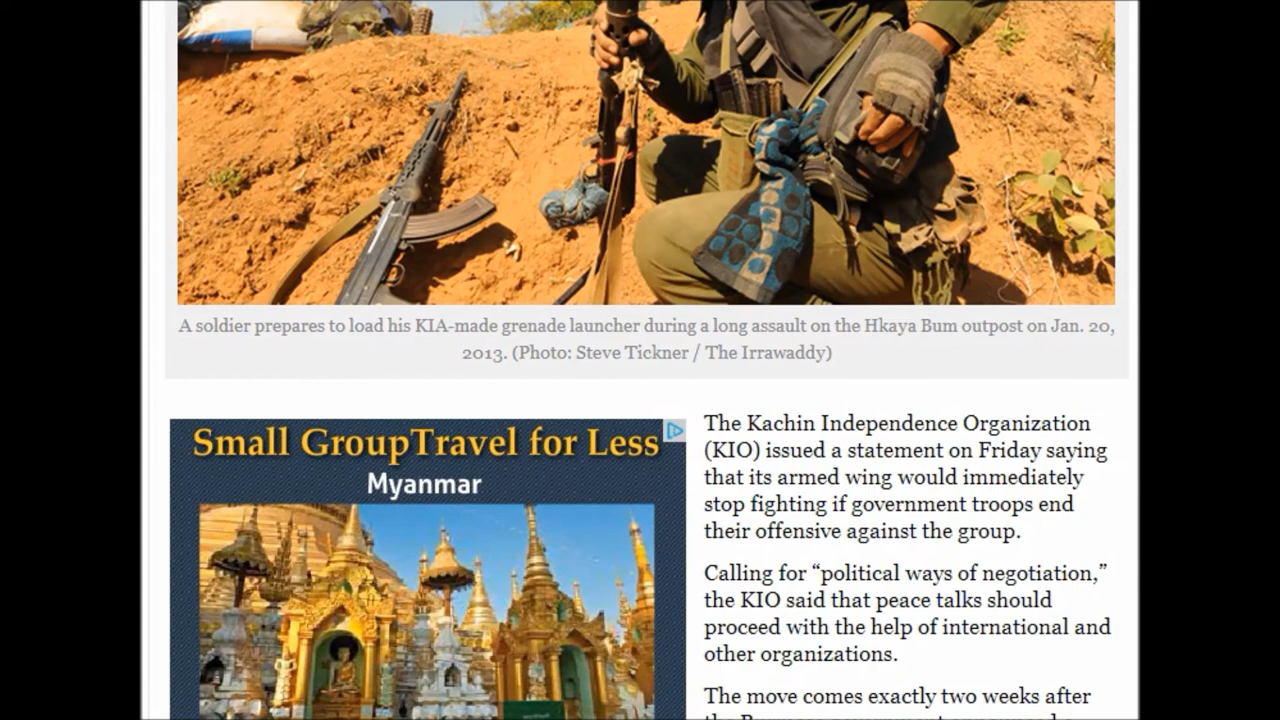 A soldier prepares to load his KIA-made grenade launcher during a long assault on the Hkaya Bum outpost on Jan. 20,
2013. (Photo: Steve Tickner / The Irrawaddy)
Small GroupTravel for Less
Myanmar
The Kachin Independence Organization
(KIO) issued a statement on Friday saying
that its armed wing would immediately
stop fighting if government troops end
their offensive against the group.
Calling for “political ways of negotiation,”
the KIO said that peace talks should
proceed with the help of international and
other organizations.
The move comes exactly two weeks after